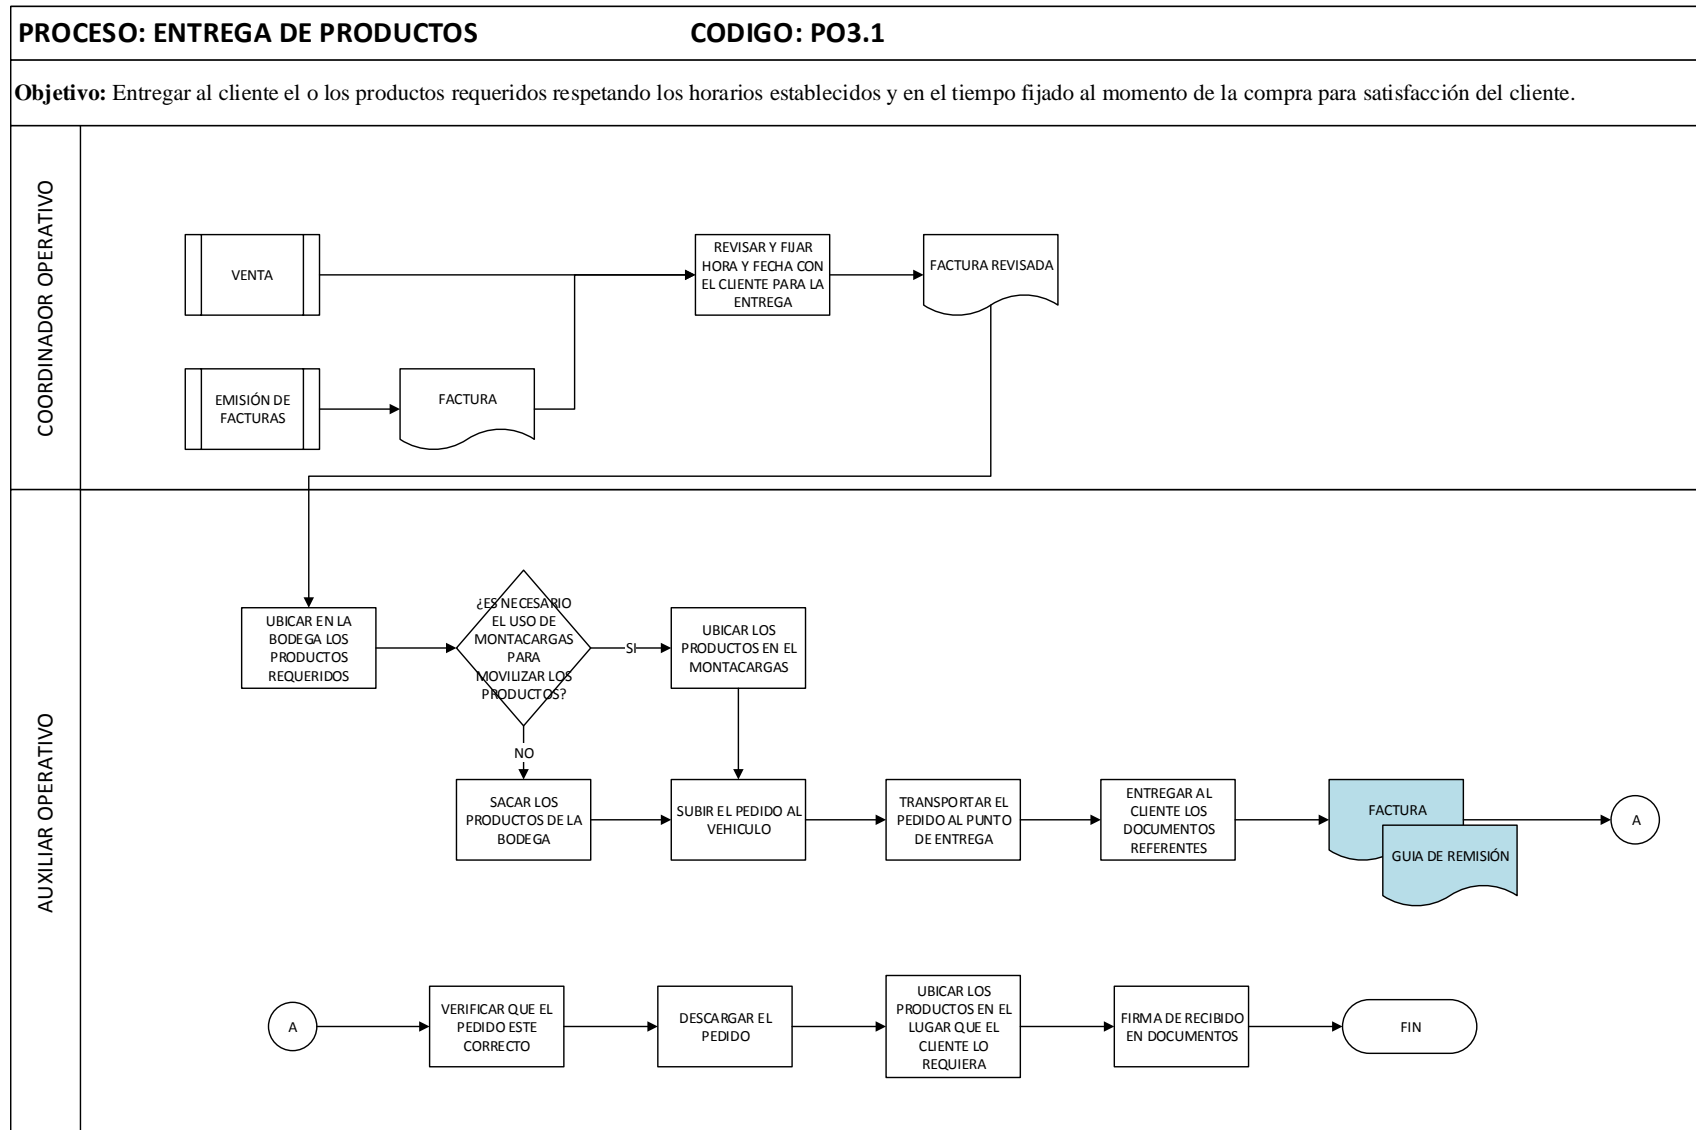 PROCESO: ENTREGA DE PRODUCTOS CODIGO: PO3.1
Objetivo: Entregar al cliente el o los productos requeridos respetando los horarios establecidos y en el tiempo fijado al momento de la compra para satisfacción del cliente.
COORDINADOR OPERATIVO
VENTA
REVISAR Y FIJAR
HORA Y FECHA CON
EL CLIENTE PARA LA
ENTREGA
FACTURA REVISADA
EMISIÓN DE
FACTURAS
FACTURA
AUXILIAR OPERATIVO
UBICAR EN LA
BODEGA LOS
PRODUCTOS
REQUERIDOS
¿ES NECESARIO
EL USO DE
MONTACARGAS
PARA
MOVILIZAR LOS
PRODUCTOS?
SI
UBICAR LOS
PRODUCTOS EN EL
MONTACARGAS
NO
SACAR LOS
PRODUCTOS DE LA
BODEGA
SUBIR EL PEDIDO AL
VEHICULO
TRANSPORTAR EL
PEDIDO AL PUNTO
DE ENTREGA
ENTREGAR AL
CLIENTE LOS
DOCUMENTOS
REFERENTES
FACTURA
GUIA DE REMISIÓN
A
A
VERIFICAR QUE EL
PEDIDO ESTE
CORRECTO
DESCARGAR EL
PEDIDO
UBICAR LOS
PRODUCTOS EN EL
LUGAR QUE EL
CLIENTE LO
REQUIERA
FIRMA DE RECIBIDO
EN DOCUMENTOS
FIN